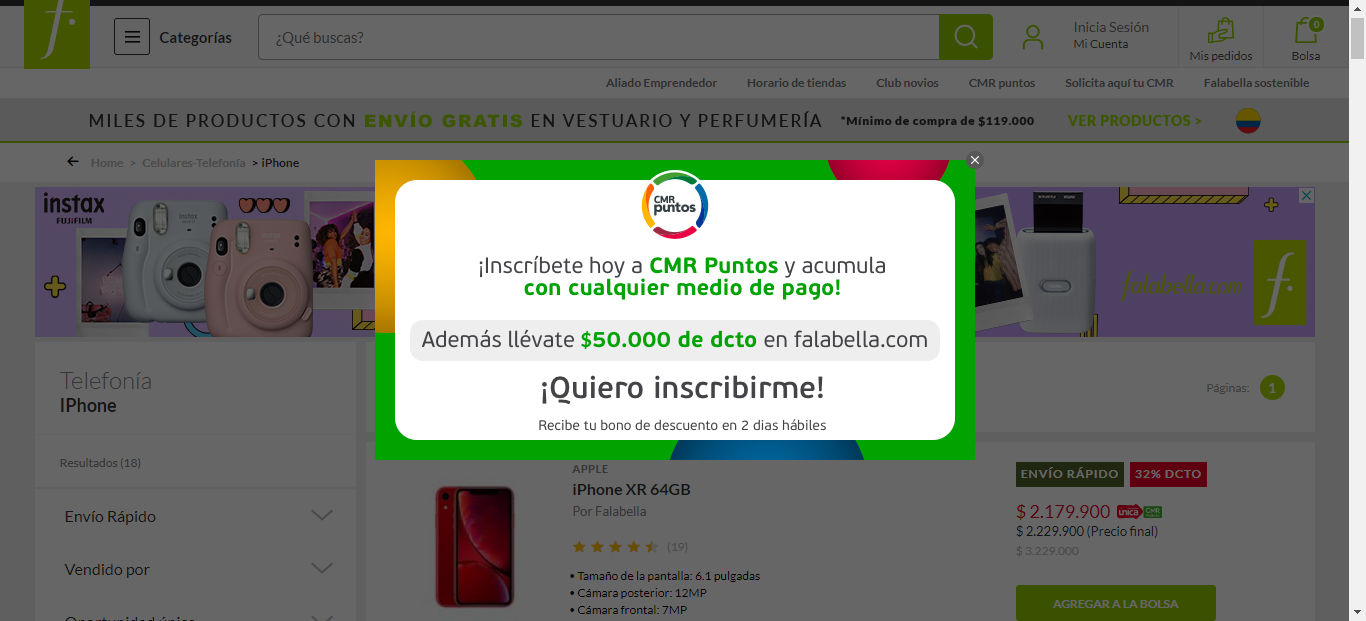 Categorías
¿Qué buscas?
Inicia Sesión
Mi Cuenta
Mis pedidos
0
Bolsa
Aliado Emprendedor Horario de tiendas Club novios CMR puntos Solicita aquí tu CMR Falabella sostenible
MILES DE PRODUCTOS CON ENVÍO GRATIS EN VESTUARIO Y PERFUMERÍA *Mínimo de compra de $119.000 VER PRODUCTOS >
Home > Celulares-Telefonía > iPhone
instax
FUJIFILM
falabella.com
CMR
puntos
¡Inscríbete hoy a CMR Puntos y acumula
con cualquier medio de pago!
Además llévate $50.000 de dcto en falabella.com
¡Quiero inscribirme!
Recibe tu bono de descuento en 2 dias hábiles
Telefonía
IPhone
Páginas: 1
Resultados (18)
Envío Rápido
Vendido por
Oportunidad única
APPLE
iPhone XR 64GB
Por Falabella
(19)
• Tamaño de la pantalla: 6.1 pulgadas
• Cámara posterior: 12MP
• Cámara frontal: 7MP
ENVÍO RÁPIDO 32% DCTO
$ 2.179.900 unica CMR
$ 2.229.900 (Precio final)
$ 3.229.000
AGREGAR A LA BOLSA